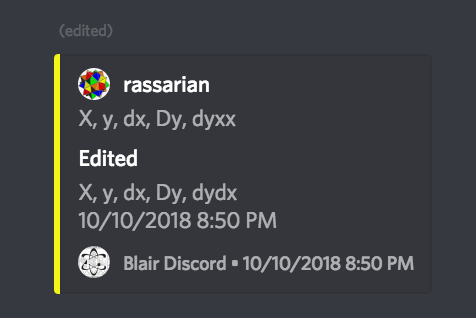 (edited)
rassarian
X, y, dx, Dy, dyxx
Edited
X, y, dx, Dy, dydx
10/10/2018 8:50 PM
Blair Discord • 10/10/2018 8:50 PM